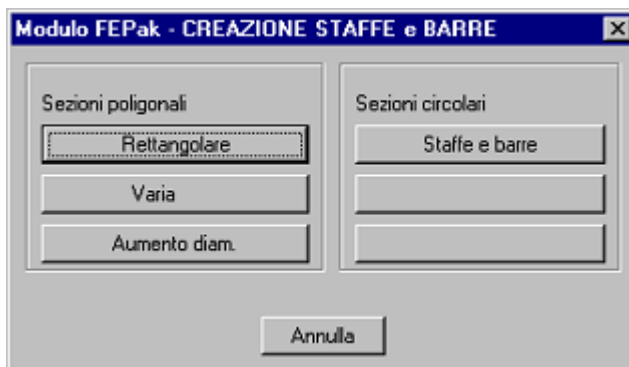 Modulo FEPak - CREAZIONE STAFFE e BARRE
Sezioni poligonali
Rettangolare
Varia
Aumento diam.
Sezioni circolari
Staffe e barre
Annulla